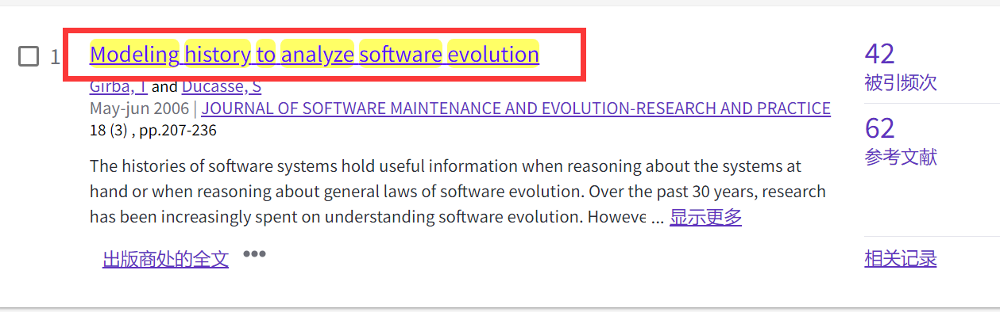 1
Modeling history to analyze software evolution
Girba, T and Ducasse, S
May-jun 2006 | JOURNAL OF SOFTWARE MAINTENANCE AND EVOLUTION-RESEARCH AND PRACTICE
18 (3) , pp.207-236
The histories of software systems hold useful information when reasoning about the systems at
hand or when reasoning about general laws of software evolution. Over the past 30 years, research
has been increasingly spent on understanding software evolution. Howeve ... 显示更多
出版商处的全文 •••
42
被引频次
62
参考文献
相关记录